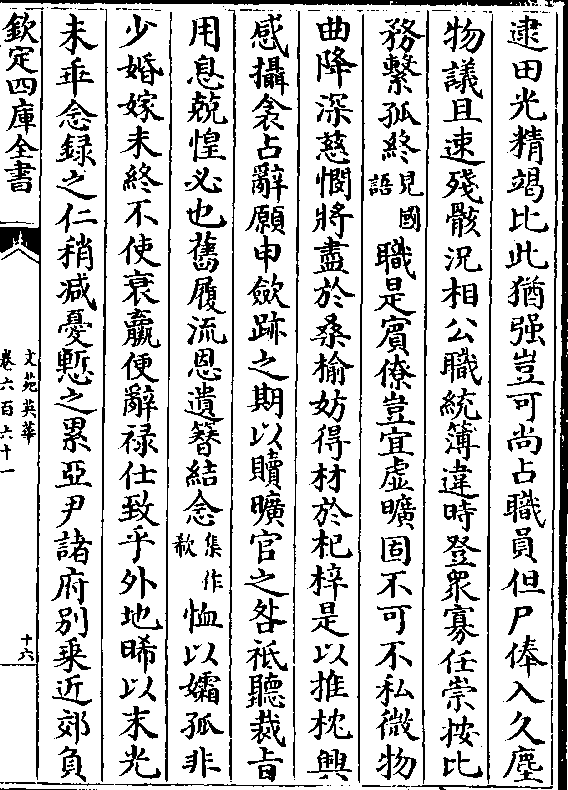 逮田光精竭比此猶强豈可尚占職員但尸俸入久塵
物議且速殘骸況相公職統簿違時登衆寡任崇按比
務繫孤終見國語職是賓僚豈宜虚曠固不可不私微物
曲降深慈憫將盡於桑榆妨得材於杞梓是以推枕興
感攝衾占辭願申斂跡之期以贖曠官之咎祗聽裁旨
用息兢惶必也舊履流恩遺簪結念集作款恤以孀孤非
少婚嫁未終不使衰羸便辭禄仕致乎外地晞以末光
未乖念録之仁稍減憂慙之累亞尹諸府别乘近郊負
欽定四庫全書
文苑英華
卷六百六十一
十六